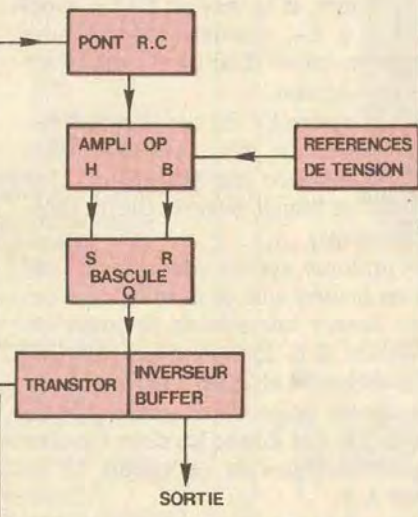 PONT R.C
AMPLI OP
H B
REFERENCES
DE TENSION
S R
BASCULE
Q
TRANSITOR
INVERSEUR
BUFFER
SORTIE